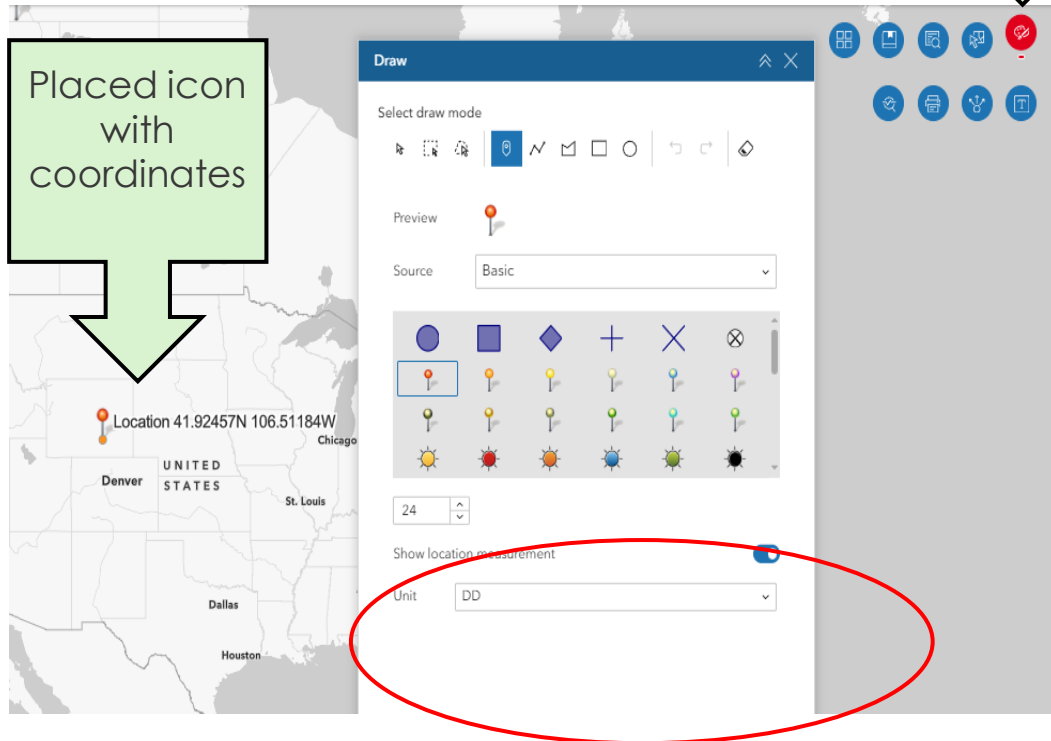 Placed icon
with
coordinates
Draw
Select draw mode
Preview
Source Basic
24
Show location measurement
Unit DD
Location 41.92457N 106.51184W
Chicago
UNITED
STATES
Denver
St. Louis
Dallas
Houston
T